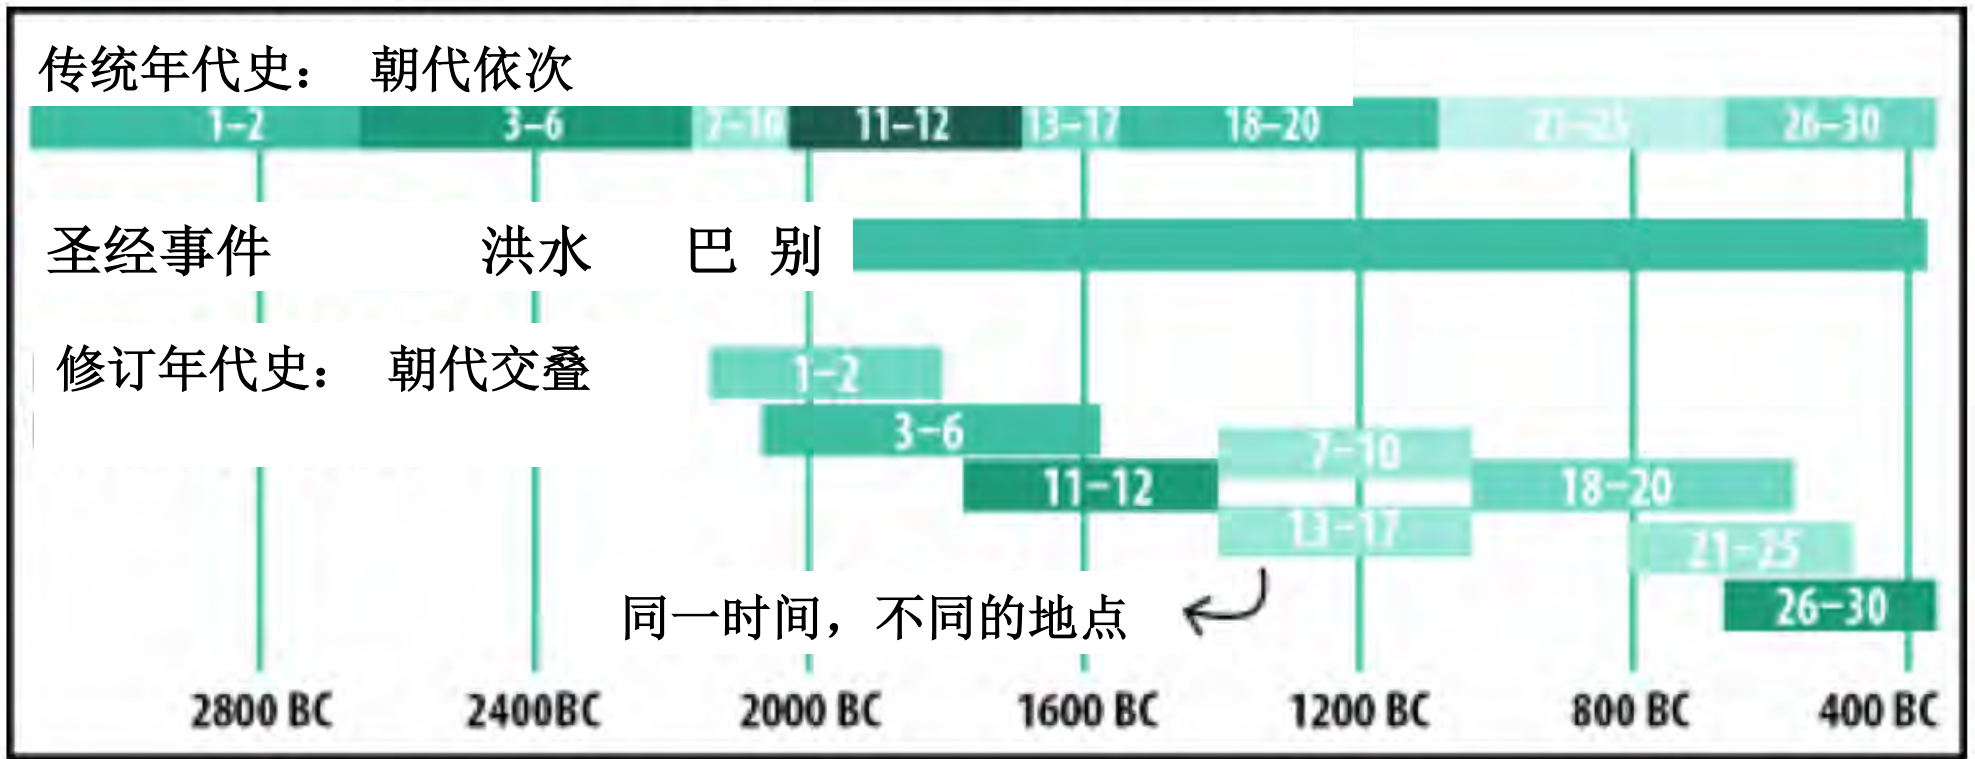 传统年代史： 朝代依次
1–2 3–6 7–10 11–12 13–17 18–20 21–25 26–30
圣经事件 洪水 巴 别
修订年代史： 朝代交叠
1–2
3–6
7–10
11–12 18–20
13–17
21–25
26–30
同一时间，不同的地点
2800 BC 2400BC 2000 BC 1600 BC 1200 BC 800 BC 400 BC